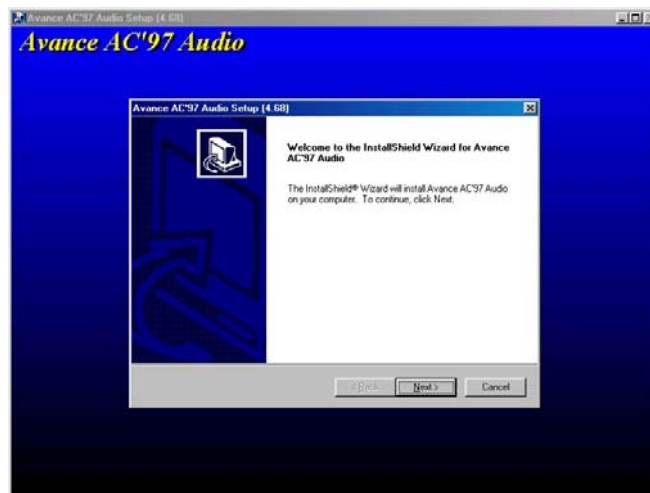 Avance AC'97 Audio Setup (4.68)
Avance AC'97 Audio
Avance AC'97 Audio Setup (4.68)
Welcome to the InstallShield Wizard for Avance
AC'97 Audio
The InstallShield® Wizard will install Avance AC'97 Audio
on your computer. To continue, click Next.
< Back
Next >
Cancel